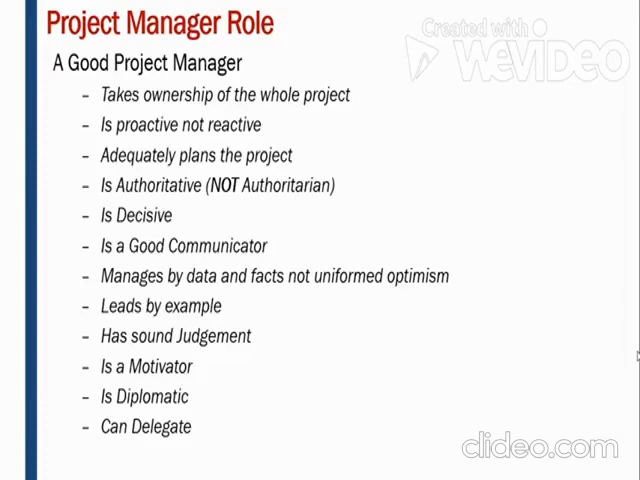 Project Manager Role
Created with
WEVIDEO
A Good Project Manager
– Takes ownership of the whole project
– Is proactive not reactive
– Adequately plans the project
– Is Authoritative (NOT Authoritarian)
– Is Decisive
– Is a Good Communicator
– Manages by data and facts not uniformed optimism
– Leads by example
– Has sound Judgement
– Is a Motivator
– Is Diplomatic
– Can Delegate
clideo.com